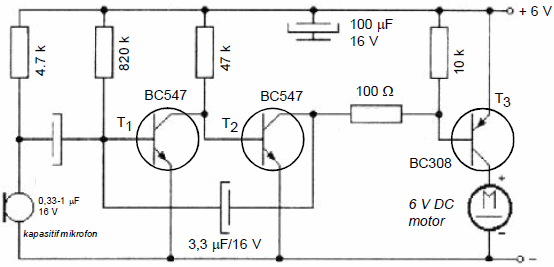 + 6 V
100 µF
16 V
4.7 k
820 k
47 k
10 k
BC547
BC547
100 Ω
T1
T2
T3
BC308
0,33-1 µF
16 V
kapasitif mikrofon
3,3 µF/16 V
6 V DC
motor
+
M
-
-